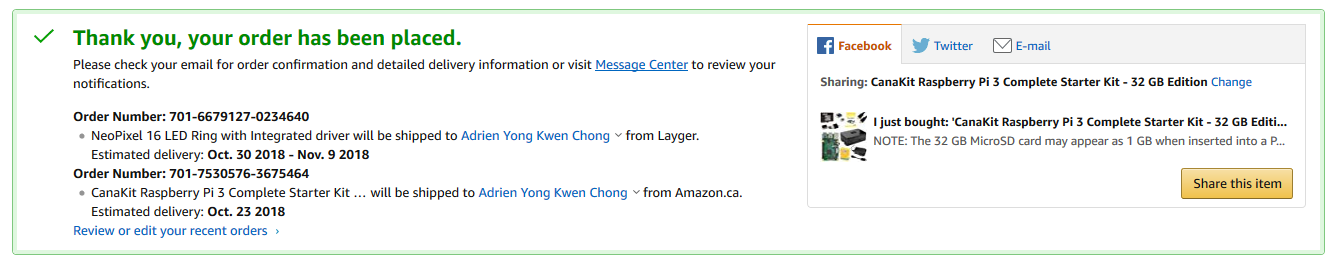 Thank you, your order has been placed.
Please check your email for order confirmation and detailed delivery information or visit Message Center to review your
notifications.
Order Number: 701-6679127-0234640
NeoPixel 16 LED Ring with Integrated driver will be shipped to Adrien Yong Kwen Chong from Layger.
Estimated delivery: Oct. 30 2018 - Nov. 9 2018
Order Number: 701-7530576-3675464
CanaKit Raspberry Pi 3 Complete Starter Kit … will be shipped to Adrien Yong Kwen Chong from Amazon.ca.
Estimated delivery: Oct. 23 2018
Review or edit your recent orders ›
Facebook Twitter E-mail
Sharing: CanaKit Raspberry Pi 3 Complete Starter Kit - 32 GB Edition Change
I just bought: 'CanaKit Raspberry Pi 3 Complete Starter Kit - 32 GB Editi...
NOTE: The 32 GB MicroSD card may appear as 1 GB when inserted into a P...
Share this item